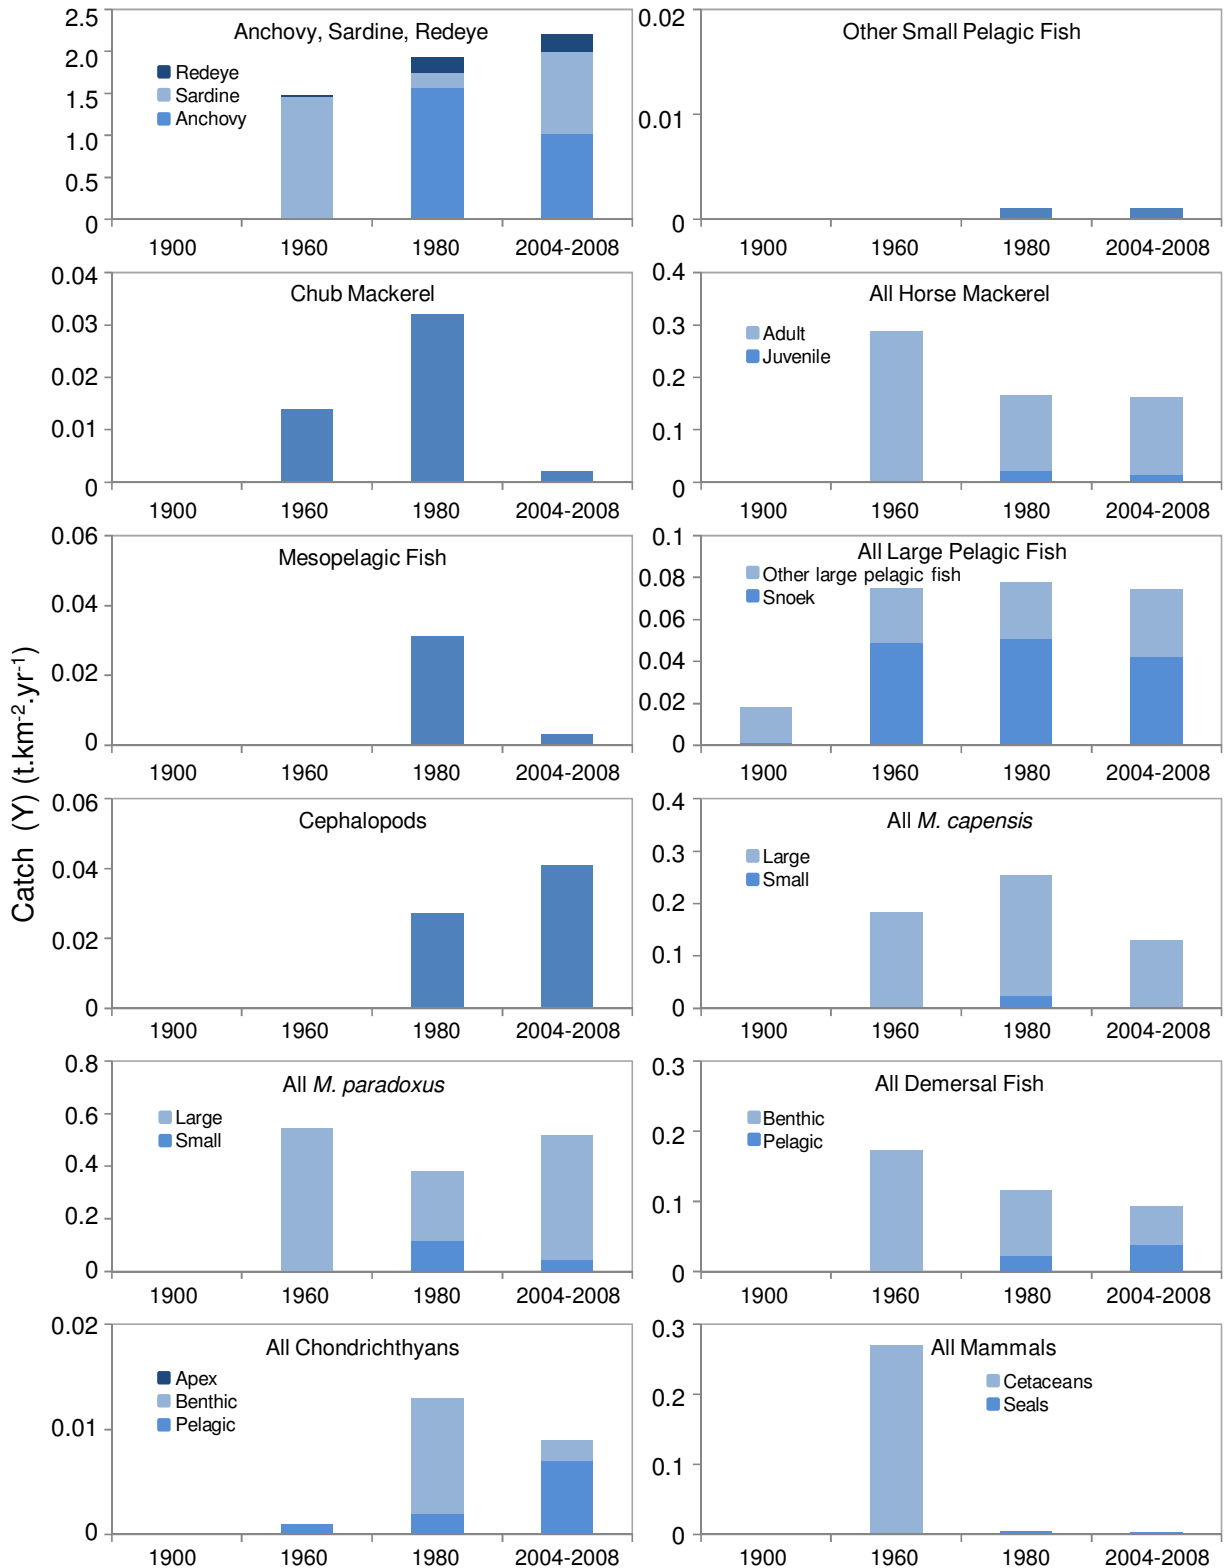 Catch (Y) (t.km-2.yr-1)
Anchovy, Sardine, Redeye
Redeye
Sardine
Anchovy
2.5
2.0
1.5
1.0
0.5
0
1900 1960 1980 2004-2008
Other Small Pelagic Fish
0.02
0.01
0
1900 1960 1980 2004-2008
Chub Mackerel
0.04
0.03
0.02
0.01
0
1900 1960 1980 2004-2008
All Horse Mackerel
Adult
Juvenile
0.4
0.3
0.2
0.1
0
1900 1960 1980 2004-2008
Mesopelagic Fish
0.06
0.04
0.02
0
1900 1960 1980 2004-2008
All Large Pelagic Fish
Other large pelagic fish
Snoek
0.1
0.08
0.06
0.04
0.02
0
1900 1960 1980 2004-2008
Cephalopods
0.06
0.04
0.02
0
1900 1960 1980 2004-2008
All M. capensis
Large
Small
0.4
0.3
0.2
0.1
0
1900 1960 1980 2004-2008
All M. paradoxus
Large
Small
0.8
0.6
0.4
0.2
0
1900 1960 1980 2004-2008
All Demersal Fish
Benthic
Pelagic
0.3
0.2
0.1
0
1900 1960 1980 2004-2008
All Chondrichthyans
Apex
Benthic
Pelagic
0.02
0.01
0
1900 1960 1980 2004-2008
All Mammals
Cetaceans
Seals
0.3
0.2
0.1
0
1900 1960 1980 2004-2008